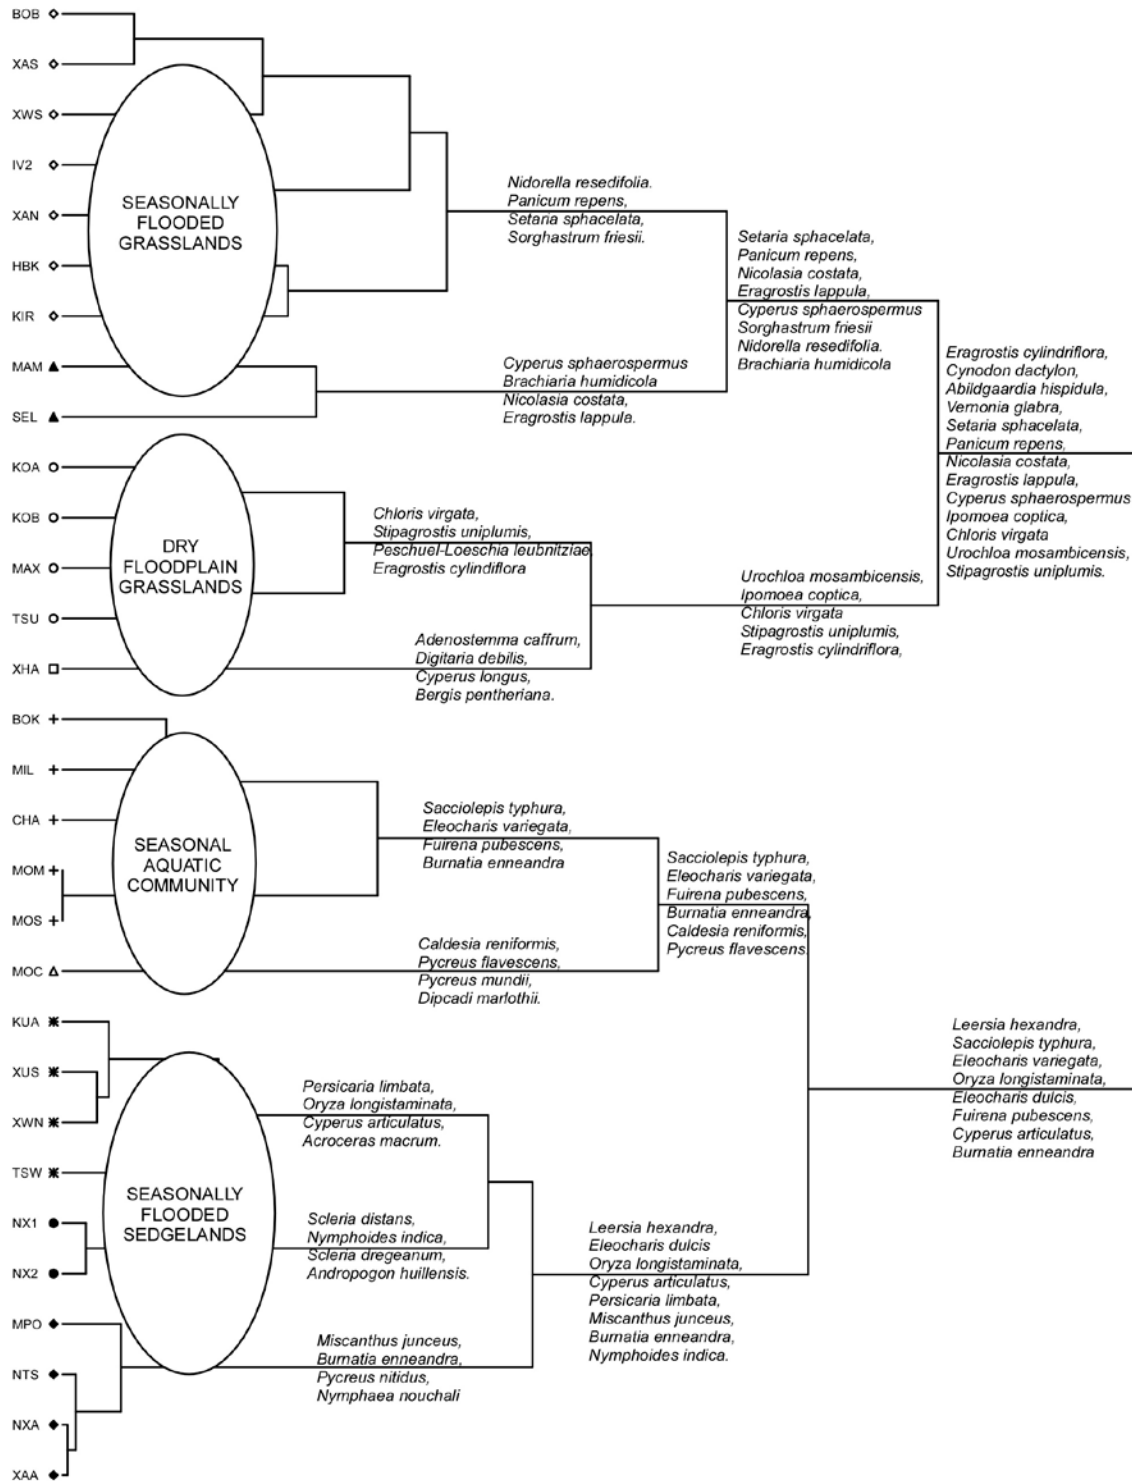 BOB
XAS
XWS
IV2
XAN
HBK
KIR
MAM
SEL
KOA
KOB
MAX
TSU
XHA
BOK
MIL
CHA
MOM
MOS
MOC
KUA
XUS
XWN
TSW
NX1
NX2
MPO
NTS
NXA
XAA
SEASONALLY
FLOODED
GRASSLANDS
DRY
FLOODPLAIN
GRASSLANDS
SEASONAL
AQUATIC
COMMUNITY
SEASONALLY
FLOODED
SEDGELANDS
Nidorella resedifolia.
Panicum repens,
Setaria sphacelata,
Sorghastrum friesii.
Cyperus sphaerospermus
Brachiaria humidicola
Nicolasia costata,
Eragrostis lappula.
Chloris virgata,
Stipagrostis uniplumis,
Peschuel-Loeschia leubnitziae,
Eragrostis cylindiflora
Adenostemma caffrum,
Digitaria debilis,
Cyperus longus,
Bergis pentheriana.
Sacciolepis typhura,
Eleocharis variegata,
Fuirena pubescens,
Burnatia enneandra
Caldesia reniformis,
Pycreus flavescens,
Pycreus mundii,
Dipcadi marlothii.
Persicaria limbata,
Oryza longistaminata,
Cyperus articulatus,
Acroceras macrum.
Scleria distans,
Nymphoides indica,
Scleria dregeanum,
Andropogon huillensis.
Miscanthus junceus,
Burnatia enneandra,
Pycreus nitidus,
Nymphaea nouchali
Setaria sphacelata,
Panicum repens,
Nicolasia costata,
Eragrostis lappula,
Cyperus sphaerospermus
Sorghastrum friesii
Nidorella resedifolia.
Brachiaria humidicola
Urochloa mosambicensis,
Ipomoea coptica,
Chloris virgata
Stipagrostis uniplumis,
Eragrostis cylindriflora,
Sacciolepis typhura,
Eleocharis variegata,
Fuirena pubescens,
Burnatia enneandra,
Caldesia reniformis,
Pycreus flavescens.
Leersia hexandra,
Eleocharis dulcis
Oryza longistaminata,
Cyperus articulatus,
Persicaria limbata,
Miscanthus junceus,
Burnatia enneandra,
Nymphoides indica.
Eragrostis cylindriflora,
Cynodon dactylon,
Abildgaardia hispidula,
Vernonia glabra,
Setaria sphacelata,
Panicum repens,
Nicolasia costata,
Eragrostis lappula,
Cyperus sphaerospermus
Ipomoea coptica,
Chloris virgata
Urochloa mosambicensis,
Stipagrostis uniplumis.
Leersia hexandra,
Sacciolepis typhura,
Eleocharis variegata,
Oryza longistaminata,
Eleocharis dulcis,
Fuirena pubescens,
Cyperus articulatus,
Burnatia enneandra